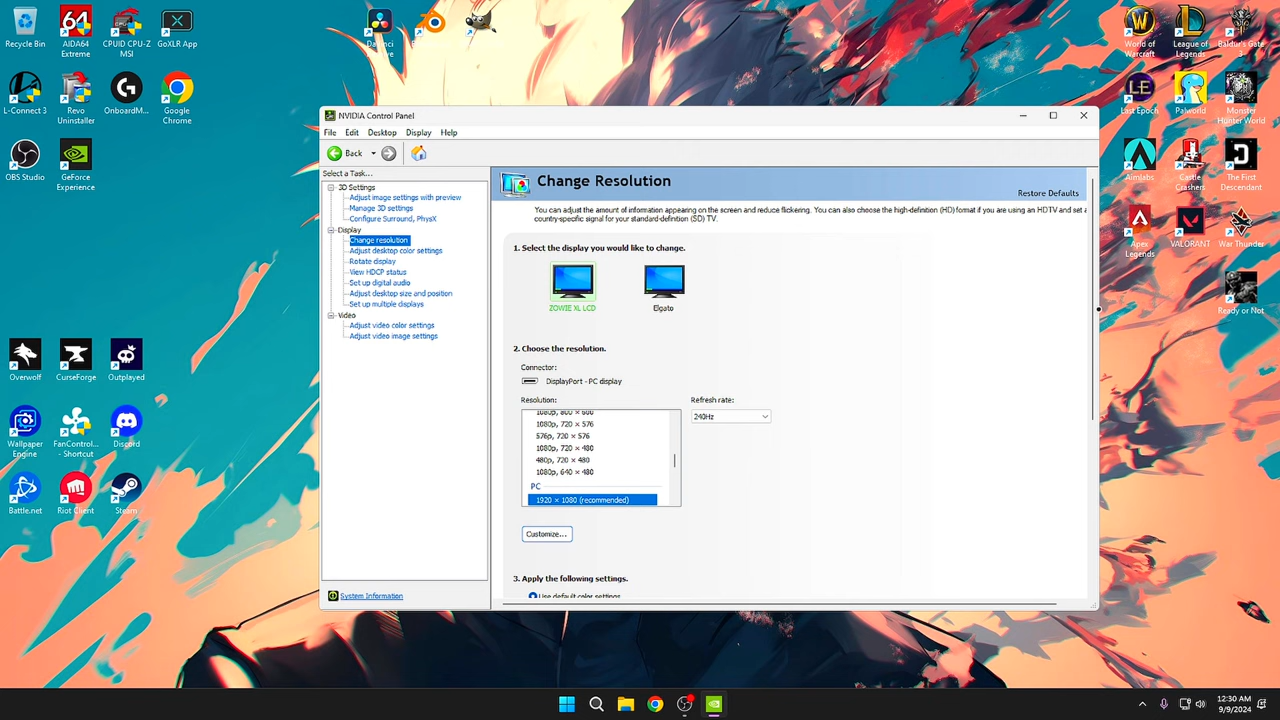 Recycle Bin
AIDA64
Extreme
CPUID CPU-Z
MSI
GoXLR App
L-Connect 3
Revo
Uninstaller
OnboardM...
Google
Chrome
OBS Studio
GeForce
Experience
Overwolf
CurseForge
Outplayed
Wallpaper
Engine
FanControl...
- Shortcut
Discord
Battle.net
Riot Client
Steam
NVIDIA Control Panel
File Edit Desktop Display Help
Back
Select a Task...
3D Settings
Adjust image settings with preview
Manage 3D settings
Configure Surround, PhysX
Display
Change resolution
Adjust desktop color settings
Rotate display
View HDCP status
Set up digital audio
Adjust desktop size and position
Set up multiple displays
Video
Adjust video color settings
Adjust video image settings
System Information
Change Resolution
Restore Defaults
You can adjust the amount of information appearing on the screen and reduce flickering. You can also choose the high-definition (HD) format if you are using an HDTV and set a
country-specific signal for your standard-definition (SD) TV.
1. Select the display you would like to change.
ZOWIE XL LCD
Elgato
2. Choose the resolution.
Connector:
DisplayPort - PC display
Resolution:
Refresh rate:
1080p, 800 × 600
1080p, 720 × 576
576p, 720 × 576
1080p, 720 × 480
480p, 720 × 480
1080p, 640 × 480
PC
1920 × 1080 (recommended)
240Hz
Customize...
3. Apply the following settings.
Use default color settings
World of
Warcraft
League of
Legends
Baldur's Gate
3
Last Epoch
Palworld
Monster
Hunter World
Aimlabs
Castle
Crashers
The First
Descendant
Apex
Legends
VALORANT
War Thunder
Ready or Not
12:30 AM
9/9/2024